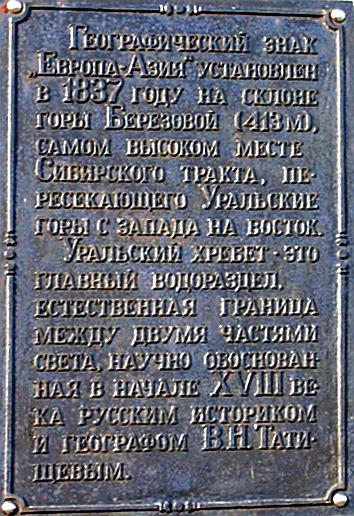 Географический знак
„Европа-Азия" установлен
в 1837 году на склоне
горы Березовой (413 м),
самом высоком месте
Сибирского тракта, пе-
ресекающего Уральские
горы с запада на восток.
Уральский хребет - это
главный водораздел,
естественная граница
между двумя частями
света, научно обоснован-
ная в начале XVIII ве-
ка русским историком
и географом В.Н. Тати-
щевым.